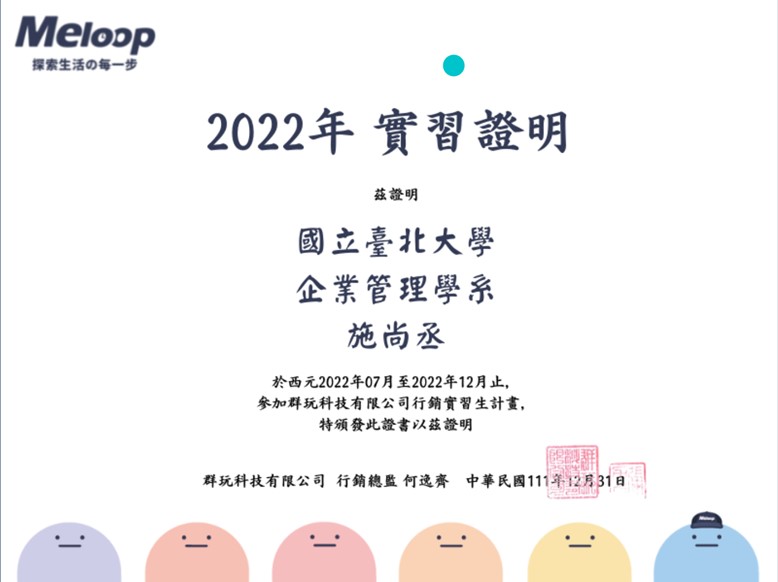 Meloop
探索生活の每一步
2022年 實習證明
茲證明
國立臺北大學
企業管理學系
施尚丞
於西元2022年07月至2022年12月止,
參加群玩科技有限公司行銷實習生計畫,
特頒發此證書以茲證明
群玩科技有限公司 行銷總監 何逸齊 中華民國111年12月31日
Meloop